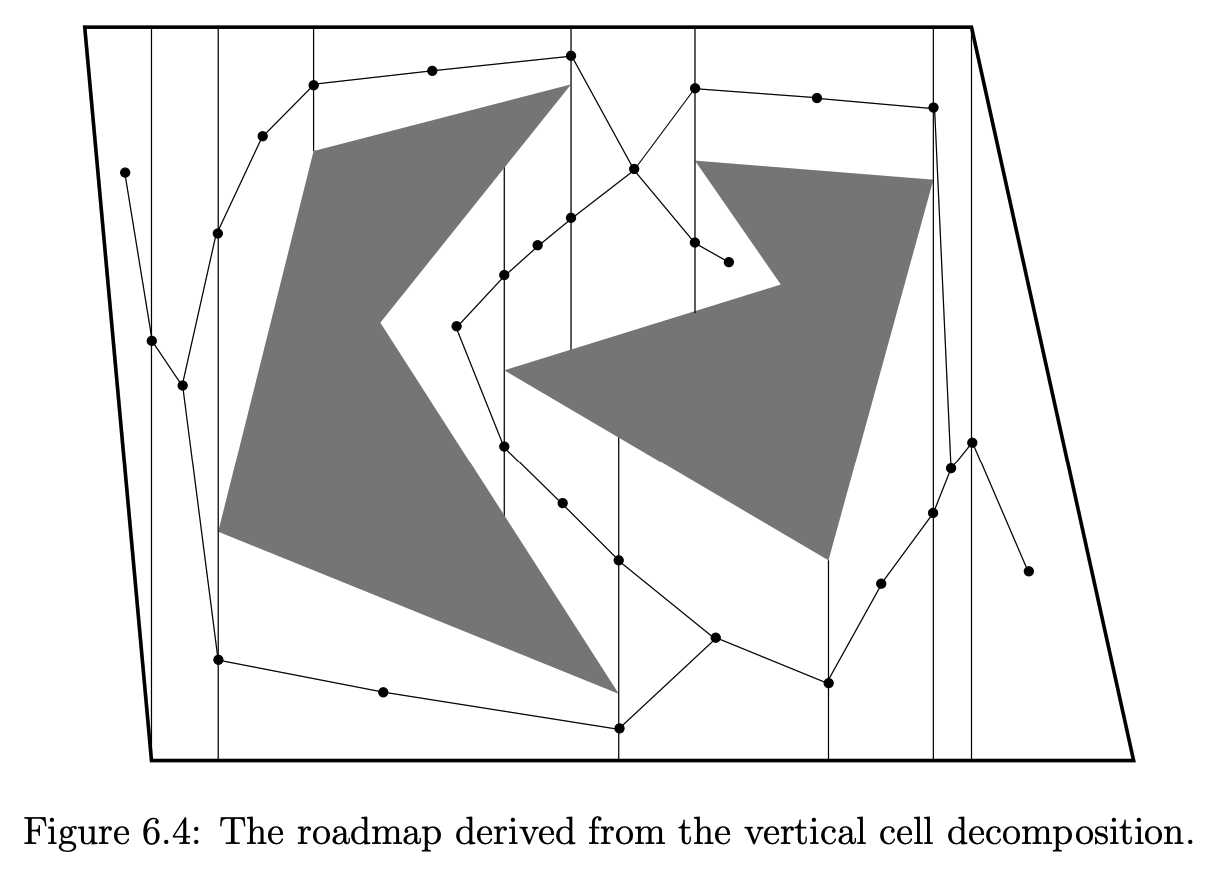 Figure 6.4: The roadmap derived from the vertical cell decomposition.